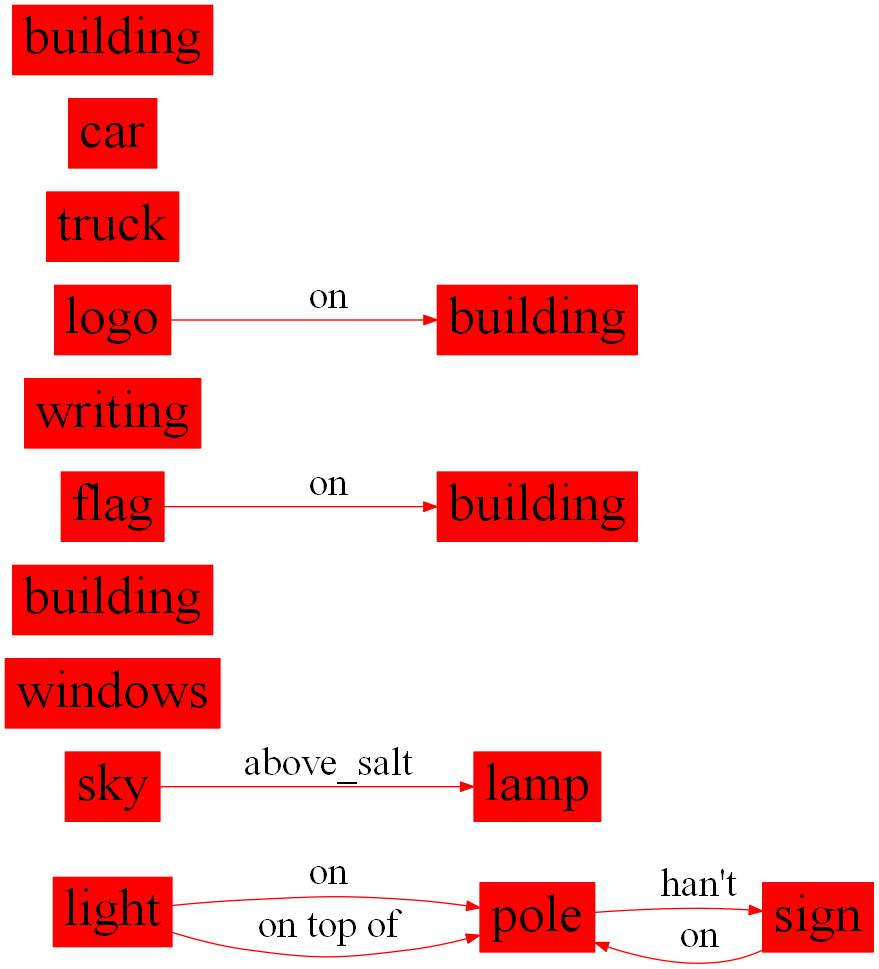 building
car
truck
logo on building
writing
flag on building
building
windows
sky above_salt lamp
light on pole han't sign
on top of on